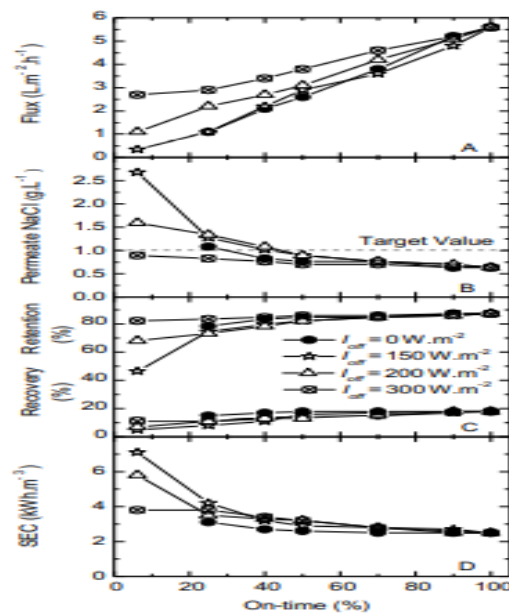 Flux (L.m⁻².h⁻¹)
6
5
4
3
2
1
0
A
Permeate NaCl (g.L⁻¹)
2.5
2.0
1.5
1.0
0.5
0.0
Target Value
B
Recovery Retention
(%) (%)
80
60
40
20
0
I_off = 0 W.m⁻²
I_off = 150 W.m⁻²
I_off = 200 W.m⁻²
I_off = 300 W.m⁻²
C
SEC (kWh.m⁻³)
6
4
2
0
D
0 20 40 60 80 100
On-time (%)